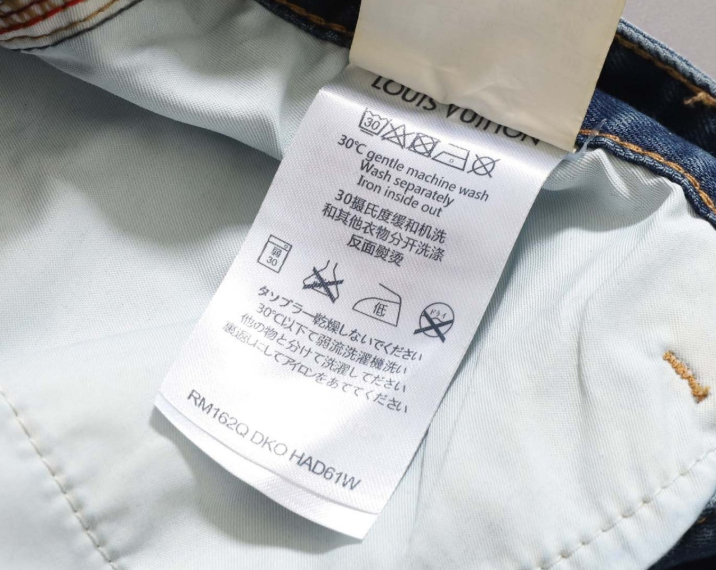 LOUIS VUITTON
30
30℃ gentle machine wash
Wash separately
Iron inside out
30摄氏度缓和机洗
和其他衣物分开洗涤
反面熨烫
弱
30
低
ドライ
タンブラー乾燥しないでください
30℃以下で弱流洗濯機洗い
他の物と分けて洗濯してください
裏返しにしてアイロンをあててください
RM162Q DKO HAD61W